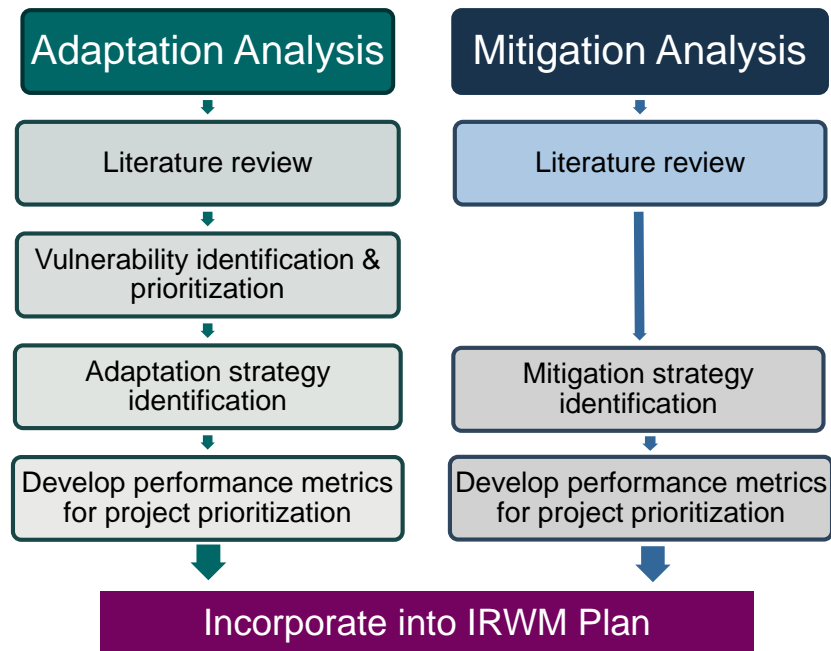 Adaptation Analysis
Literature review
Vulnerability identification &
prioritization
Adaptation strategy
identification
Develop performance metrics
for project prioritization
Mitigation Analysis
Literature review
Mitigation strategy
identification
Develop performance metrics
for project prioritization
Incorporate into IRWM Plan